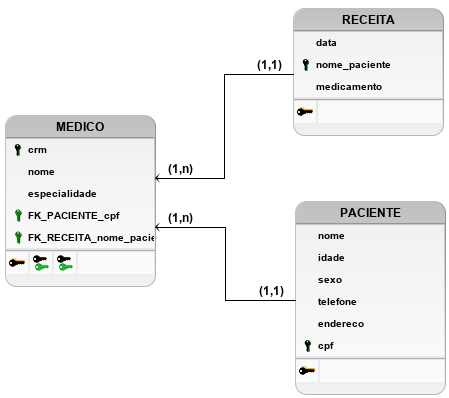 RECEITA
data
nome_paciente
medicamento
(1,1)
MEDICO
crm
nome
especialidade
FK_PACIENTE_cpf
FK_RECEITA_nome_pacie
(1,n)
(1,n)
(1,1)
PACIENTE
nome
idade
sexo
telefone
endereco
cpf